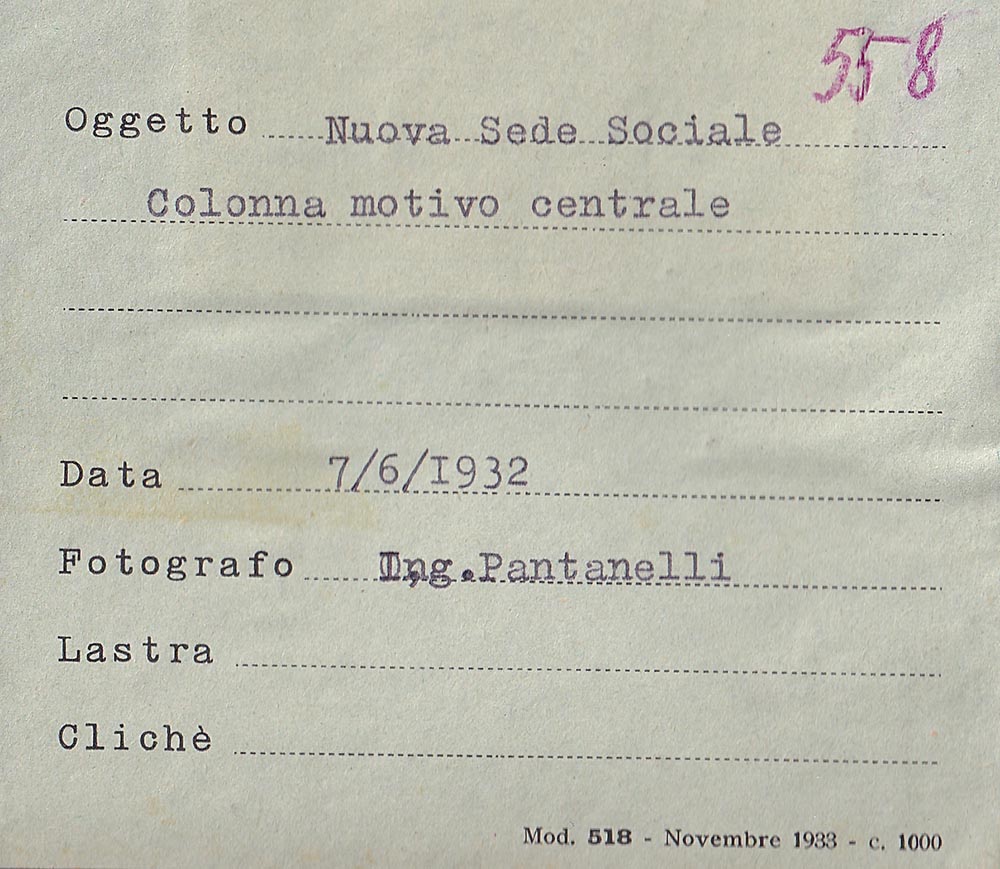 558
Oggetto Nuova Sede Sociale
Colonna motivo centrale
Data 7/6/I932
Fotografo Ing.Pantanelli
Lastra
Clichè
Mod. 518 - Novembre 1933 - c. 1000